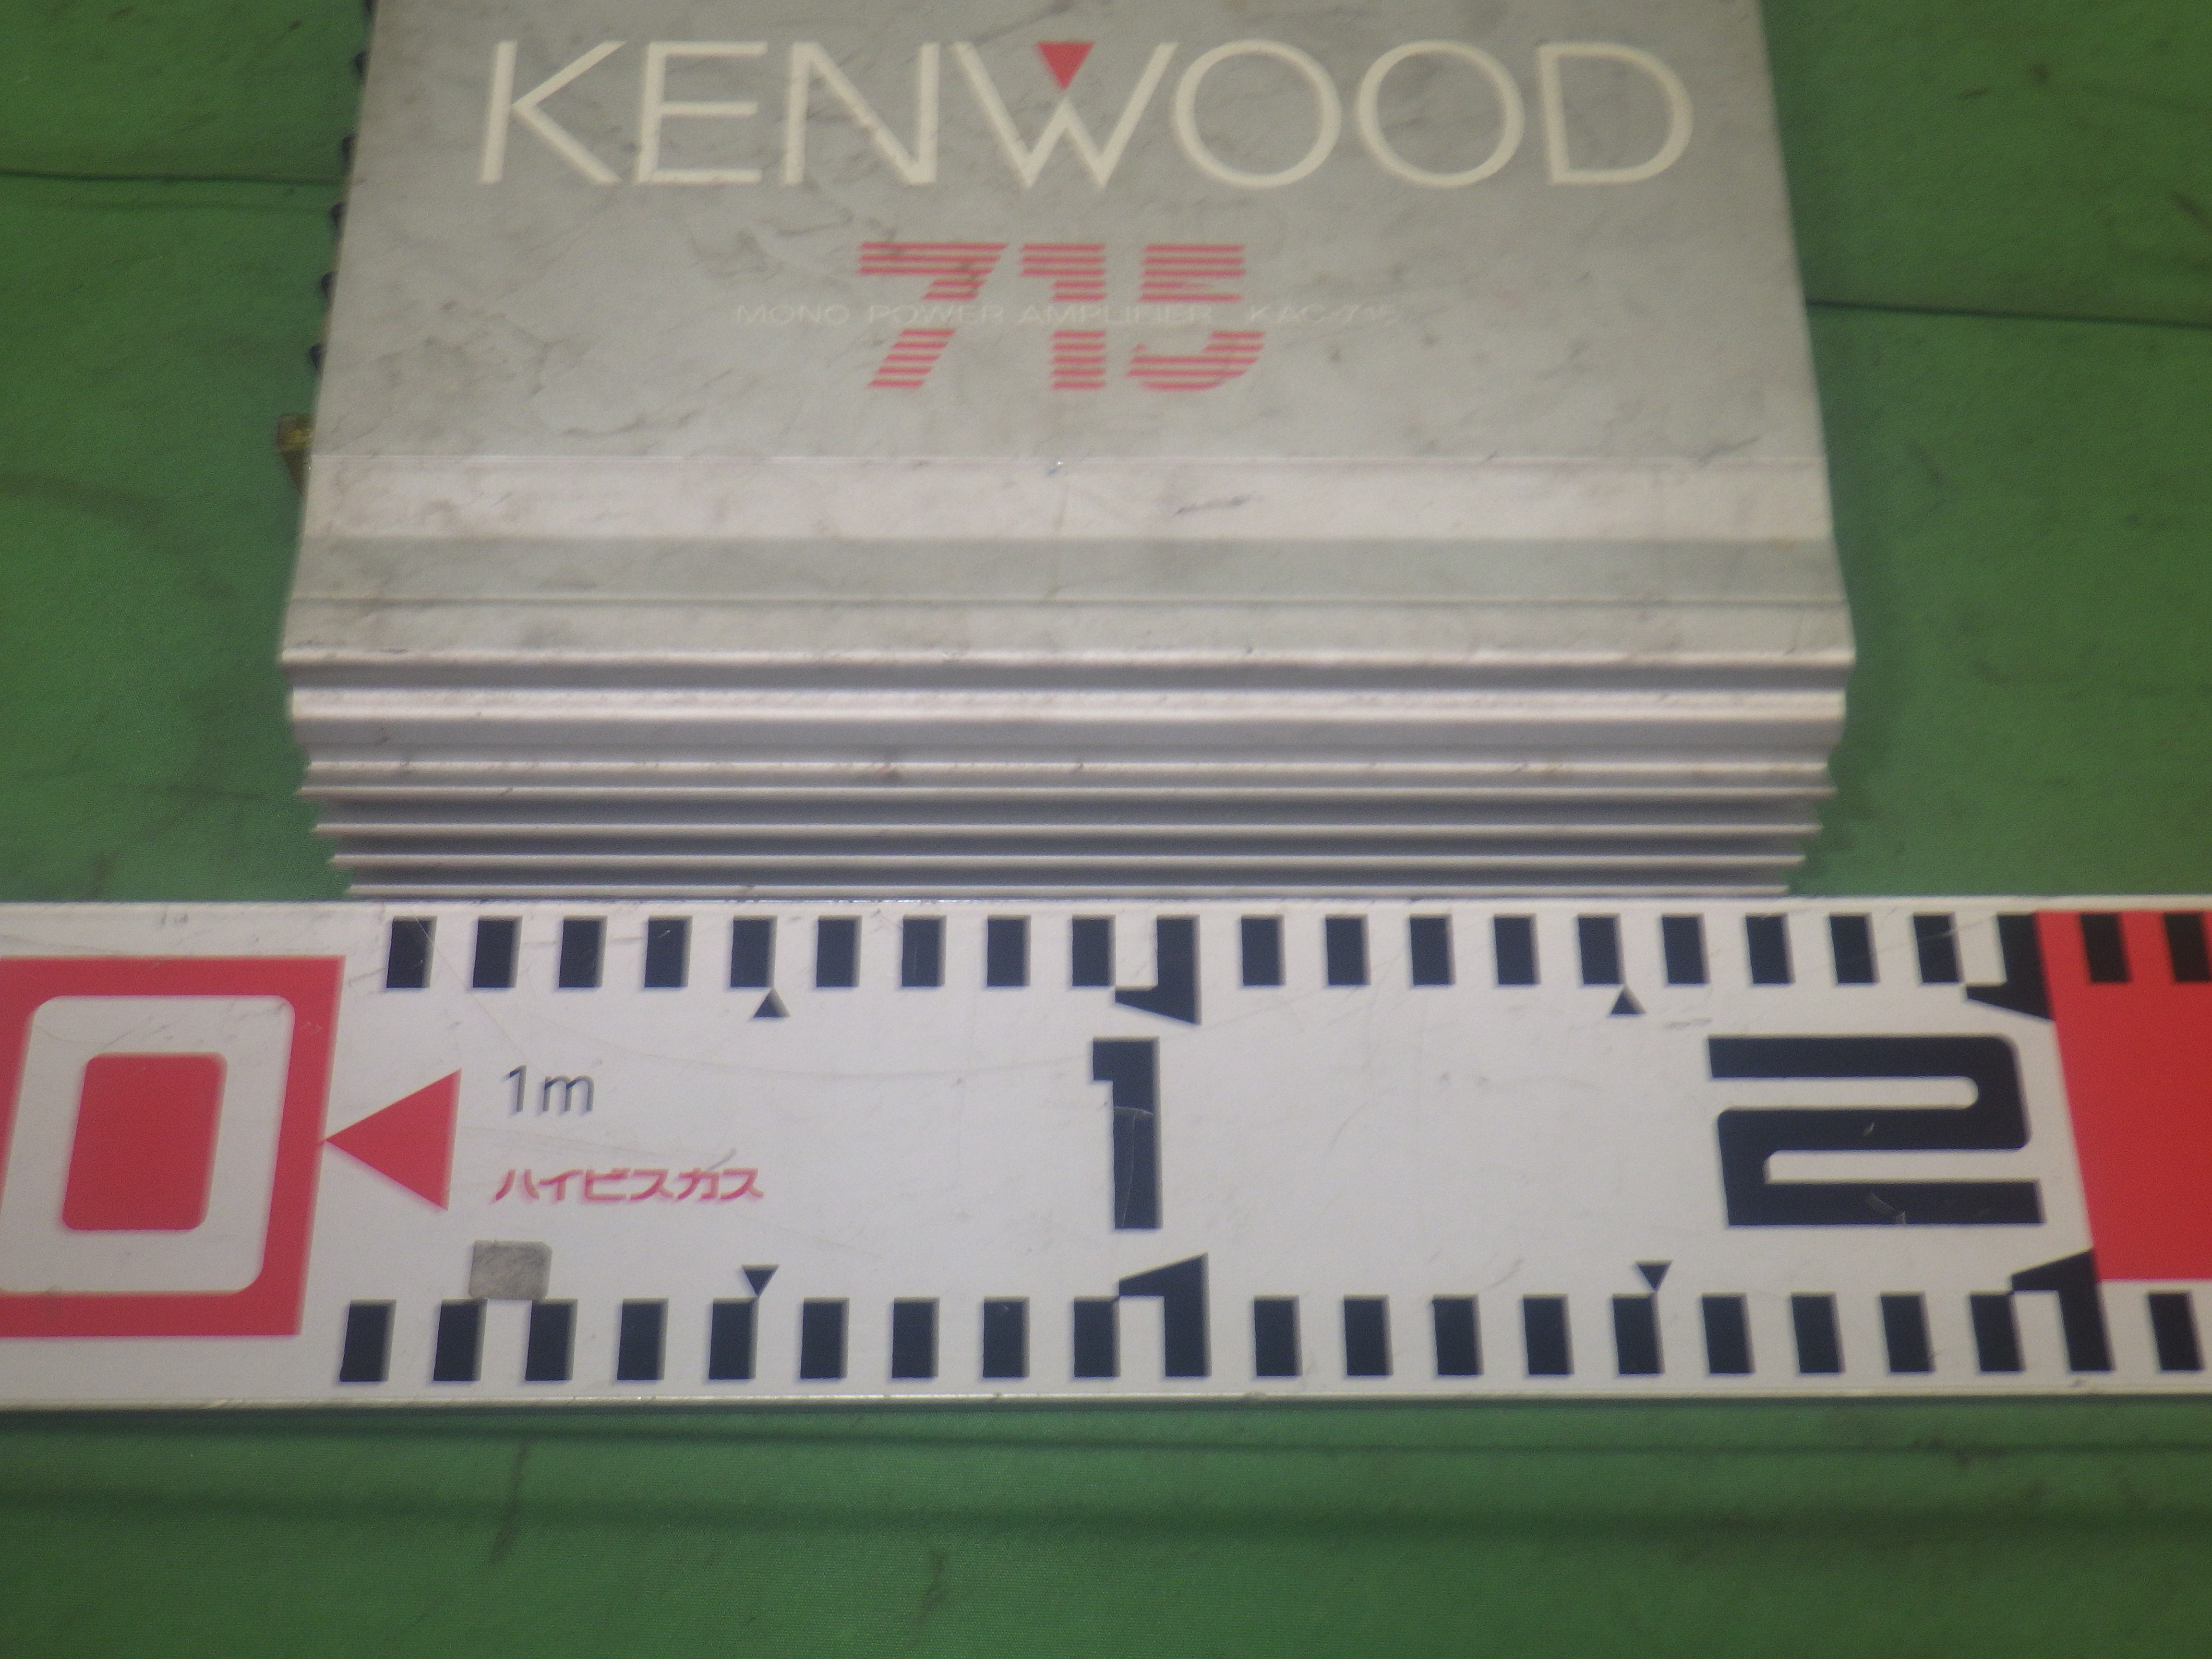 KENWOOD
715
MONO POWER AMPLIFIER KAC-715
0
1m
ハイビスカス
1
2